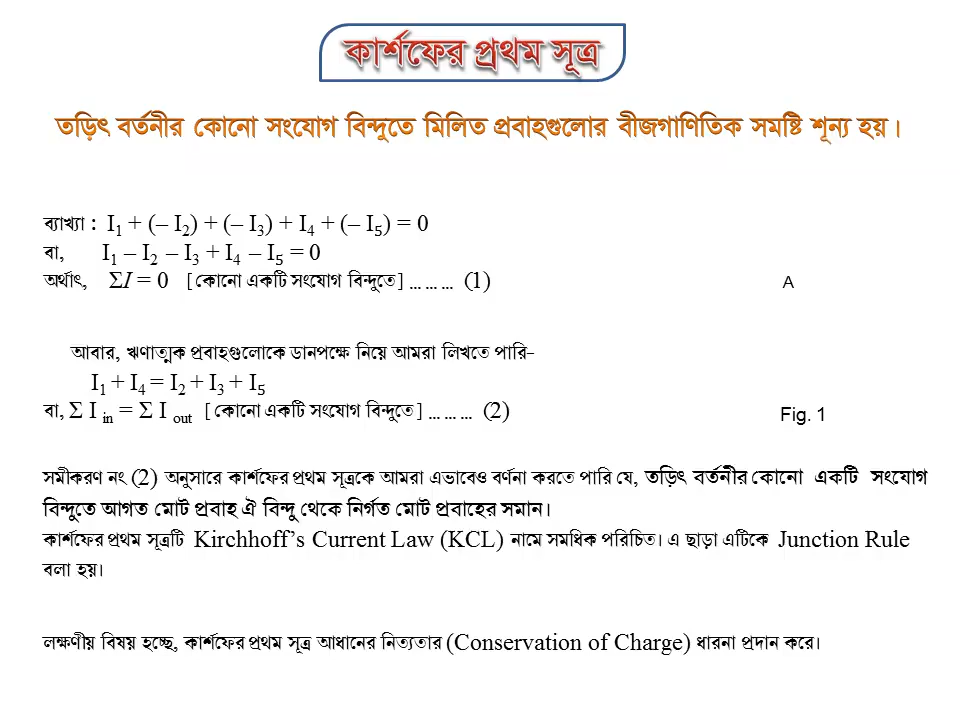 কার্শফের প্রথম সূত্র
তড়িৎ বর্তনীর কোনো সংযোগ বিন্দুতে মিলিত প্রবাহগুলোর বীজগাণিতিক সমষ্টি শূন্য হয়।
ব্যাখ্যা : I₁ + (– I₂) + (– I₃) + I₄ + (– I₅) = 0
বা, I₁ – I₂ – I₃ + I₄ – I₅ = 0
অর্থাৎ, ΣI = 0 [কোনো একটি সংযোগ বিন্দুতে] ... ... ... (1)
A
আবার, ঋণাত্মক প্রবাহগুলোকে ডানপক্ষে নিয়ে আমরা লিখতে পারি–
I₁ + I₄ = I₂ + I₃ + I₅
বা, Σ I in = Σ I out [কোনো একটি সংযোগ বিন্দুতে] ... ... ... (2)
Fig. 1
সমীকরণ নং (2) অনুসারে কার্শফের প্রথম সূত্রকে আমরা এভাবেও বর্ণনা করতে পারি যে, তড়িৎ বর্তনীর কোনো একটি সংযোগ
বিন্দুতে আগত মোট প্রবাহ ঐ বিন্দু থেকে নির্গত মোট প্রবাহের সমান।
কার্শফের প্রথম সূত্রটি Kirchhoff’s Current Law (KCL) নামে সমধিক পরিচিত। এ ছাড়া এটিকে Junction Rule
বলা হয়।
লক্ষণীয় বিষয় হচ্ছে, কার্শফের প্রথম সূত্র আধানের নিত্যতার (Conservation of Charge) ধারনা প্রদান করে।